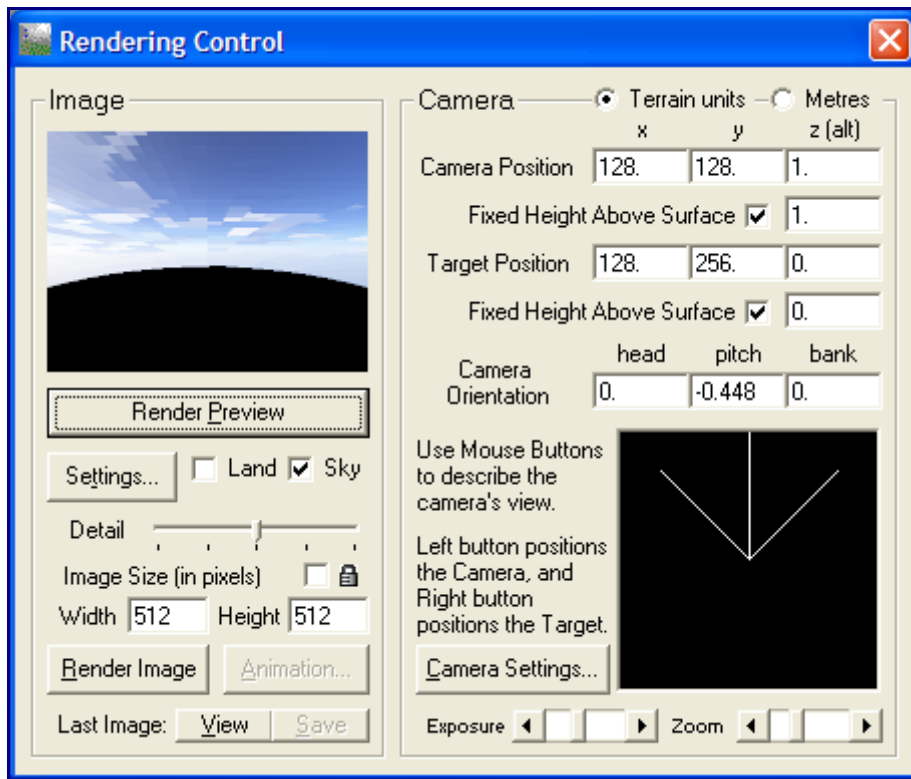 Rendering Control
Image
Render Preview
Settings...
Land
Sky
Detail
Image Size (in pixels)
Width 512 Height 512
Render Image
Animation...
Last Image: View Save
Camera Terrain units Metres
x y z (alt)
Camera Position 128. 128. 1.
Fixed Height Above Surface 1.
Target Position 128. 256. 0.
Fixed Height Above Surface 0.
head pitch bank
Camera
Orientation 0. -0.448 0.
Use Mouse Buttons
to describe the
camera's view.
Left button positions
the Camera, and
Right button
positions the Target.
Camera Settings...
Exposure Zoom